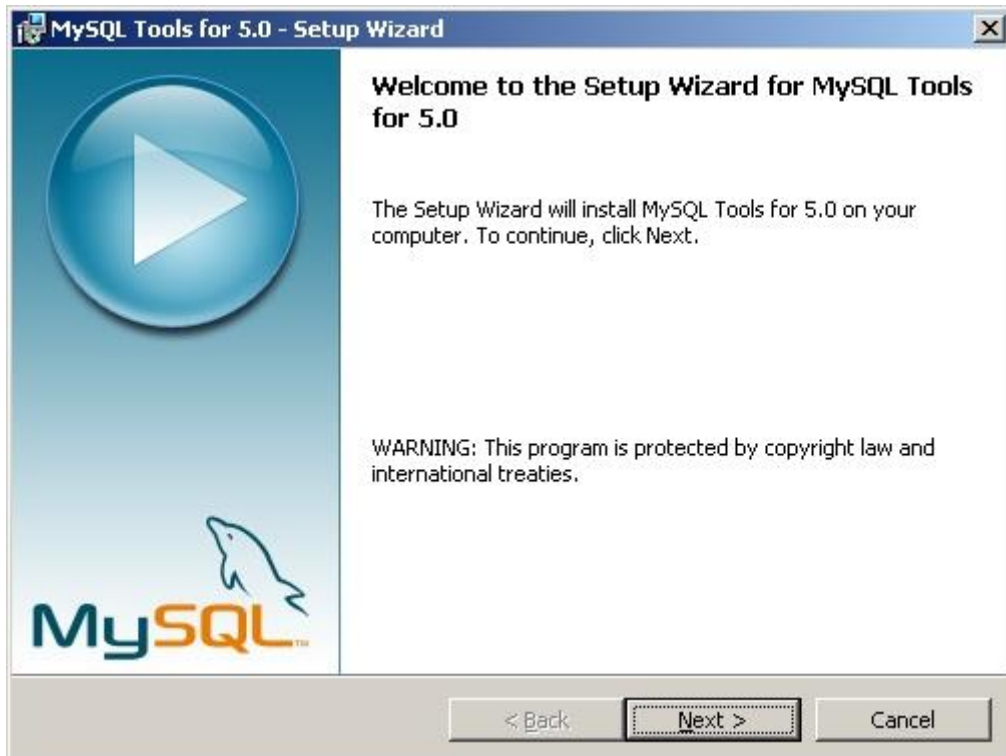 MySQL Tools for 5.0 - Setup Wizard
Welcome to the Setup Wizard for MySQL Tools
for 5.0
The Setup Wizard will install MySQL Tools for 5.0 on your
computer. To continue, click Next.
WARNING: This program is protected by copyright law and
international treaties.
MySQL™
< Back
Next >
Cancel